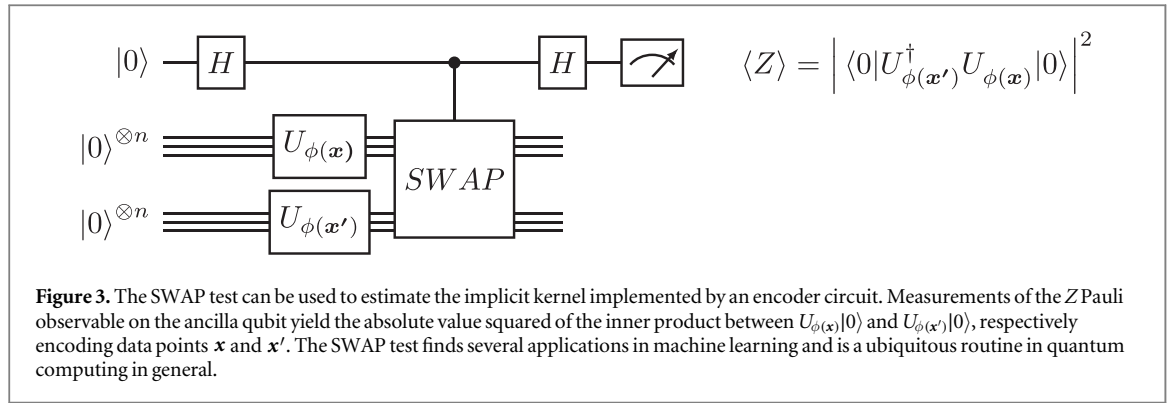 |0⟩ H H ⟨Z⟩ = |⟨0|U†ϕ(x′)Uϕ(x)|0⟩|²
|0⟩⊗n Uϕ(x)
SWAP
|0⟩⊗n Uϕ(x′)
Figure 3. The SWAP test can be used to estimate the implicit kernel implemented by an encoder circuit. Measurements of the Z Pauli
observable on the ancilla qubit yield the absolute value squared of the inner product between Uϕ(x)|0⟩ and Uϕ(x′)|0⟩, respectively
encoding data points x and x′. The SWAP test finds several applications in machine learning and is a ubiquitous routine in quantum
computing in general.